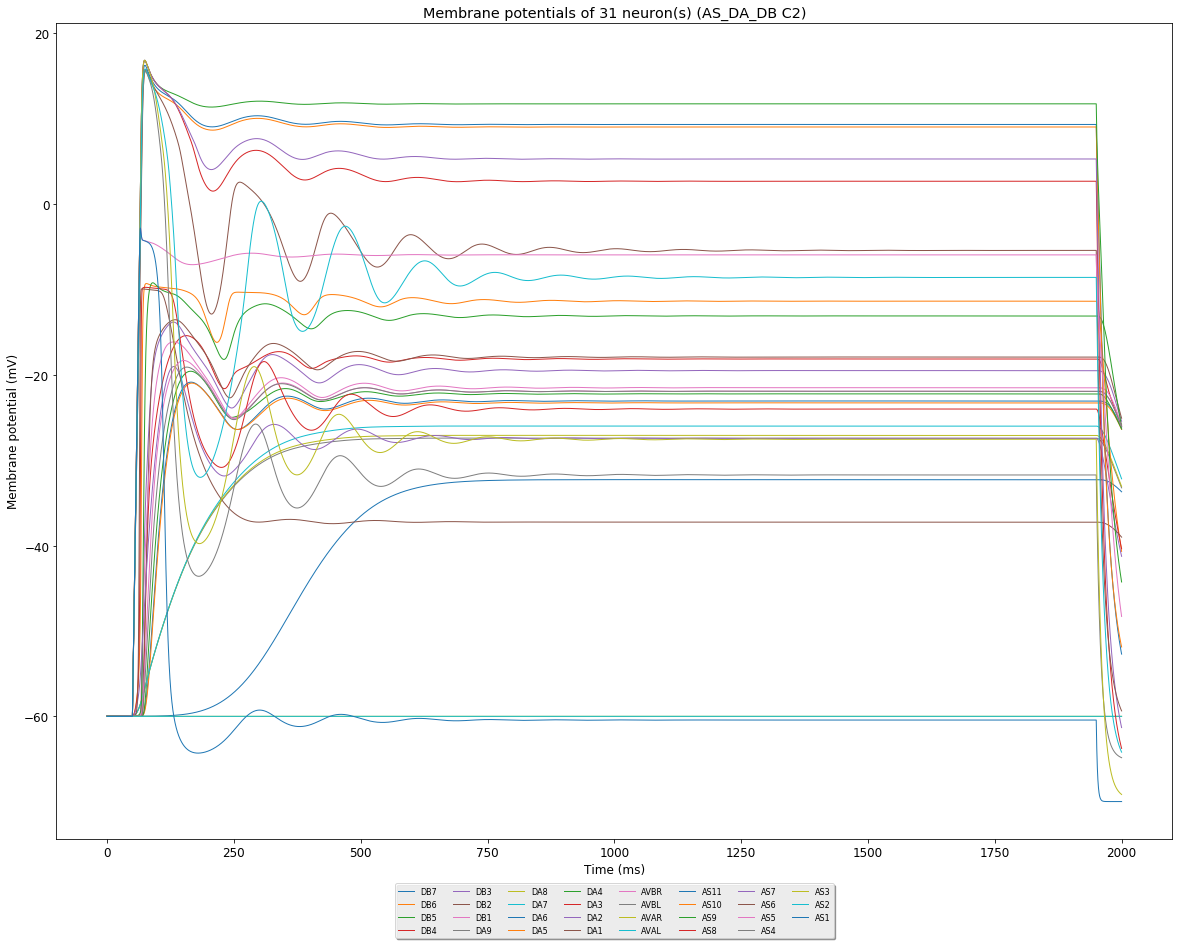 Membrane potentials of 31 neuron(s) (AS_DA_DB C2)
20
0
−20
−40
−60
Membrane potential (mV)
0 250 500 750 1000 1250 1500 1750 2000
Time (ms)
DB7 DB3 DA8 DA4 AVBR AS11 AS7 AS3
DB6 DB2 DA7 DA3 AVBL AS10 AS6 AS2
DB5 DB1 DA6 DA2 AVAR AS9 AS5 AS1
DB4 DA9 DA5 DA1 AVAL AS8 AS4